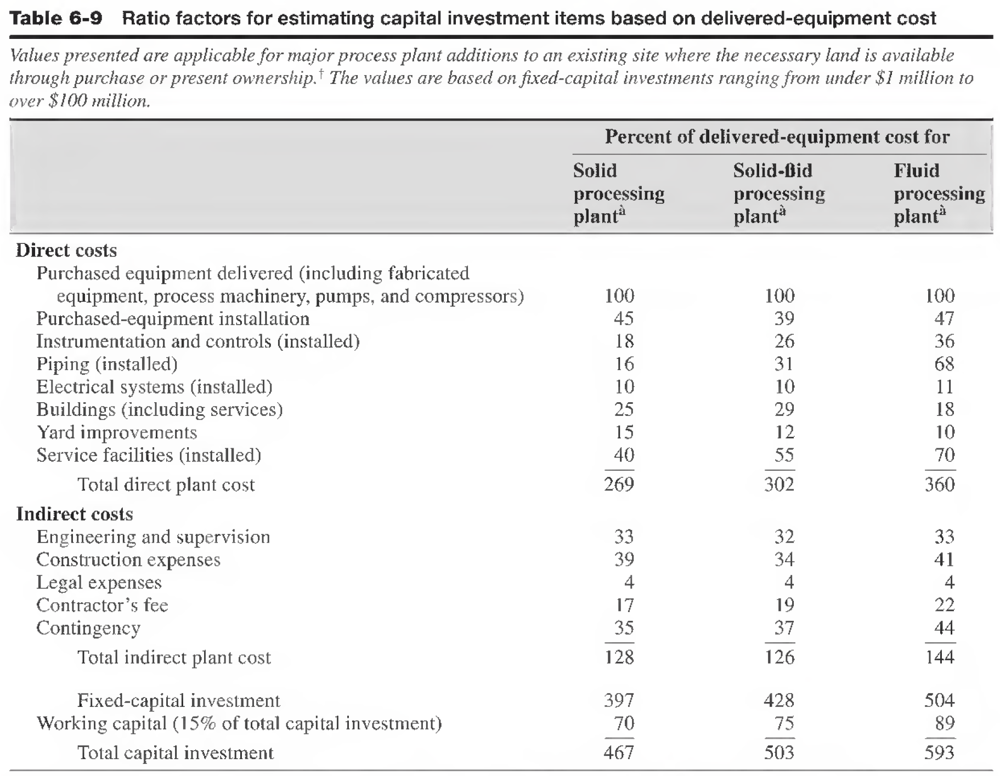 Table 6-9 Ratio factors for estimating capital investment items based on delivered-equipment cost
Values presented are applicable for major process plant additions to an existing site where the necessary land is available
through purchase or present ownership.† The values are based on fixed-capital investments ranging from under $1 million to
over $100 million.
Percent of delivered-equipment cost for
Solid Solid-fluid Fluid
processing processing processing
plantà plantà plantà
Direct costs
Purchased equipment delivered (including fabricated
equipment, process machinery, pumps, and compressors) 100 100 100
Purchased-equipment installation 45 39 47
Instrumentation and controls (installed) 18 26 36
Piping (installed) 16 31 68
Electrical systems (installed) 10 10 11
Buildings (including services) 25 29 18
Yard improvements 15 12 10
Service facilities (installed) 40 55 70
Total direct plant cost 269 302 360
Indirect costs
Engineering and supervision 33 32 33
Construction expenses 39 34 41
Legal expenses 4 4 4
Contractor's fee 17 19 22
Contingency 35 37 44
Total indirect plant cost 128 126 144
Fixed-capital investment 397 428 504
Working capital (15% of total capital investment) 70 75 89
Total capital investment 467 503 593